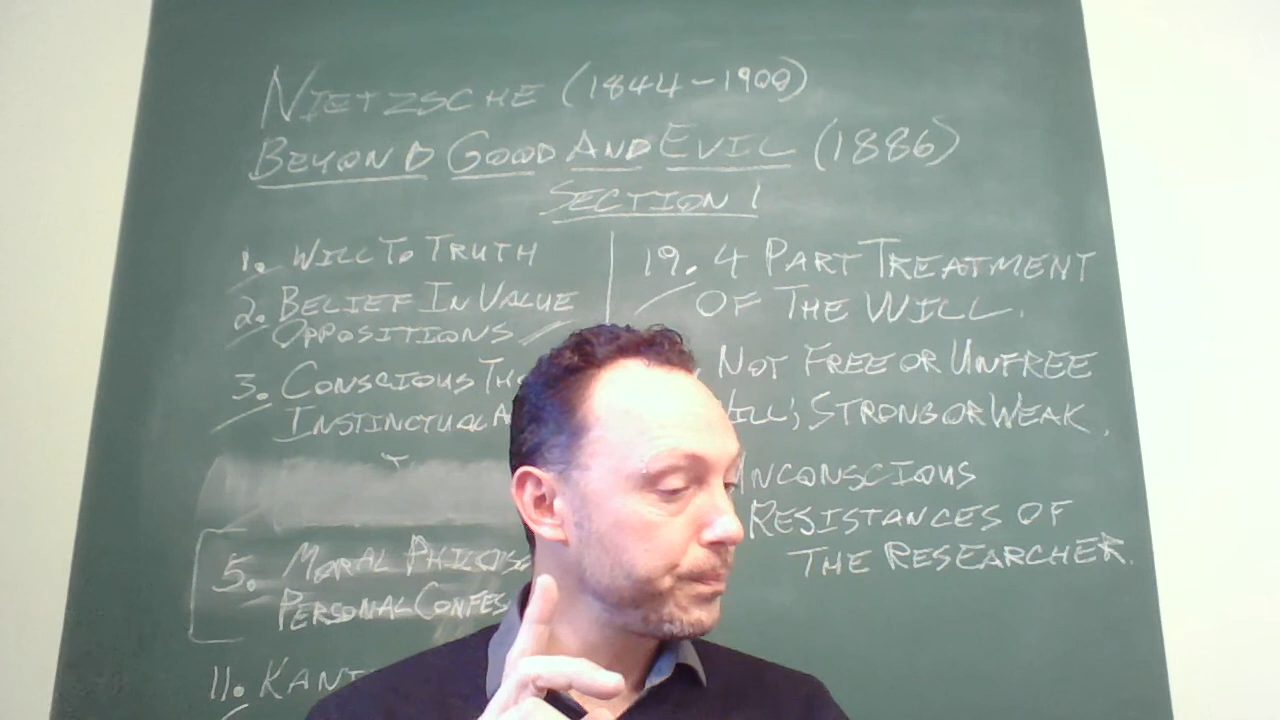 NIETZSCHE (1844-1900)
BEYOND GOOD AND EVIL (1886)
SECTION 1
1. WILL TO TRUTH
2. BELIEF IN VALUE
OPPOSITIONS
3. CONSCIOUS
INSTINCTUAL
5. MORAL
PERSONAL
11. KANT
19. 4 PART TREATMENT
OF THE WILL.
NOT FREE OR UNFREE
STRONG OR WEAK.
UNCONSCIOUS
RESISTANCES OF
THE RESEARCHER.